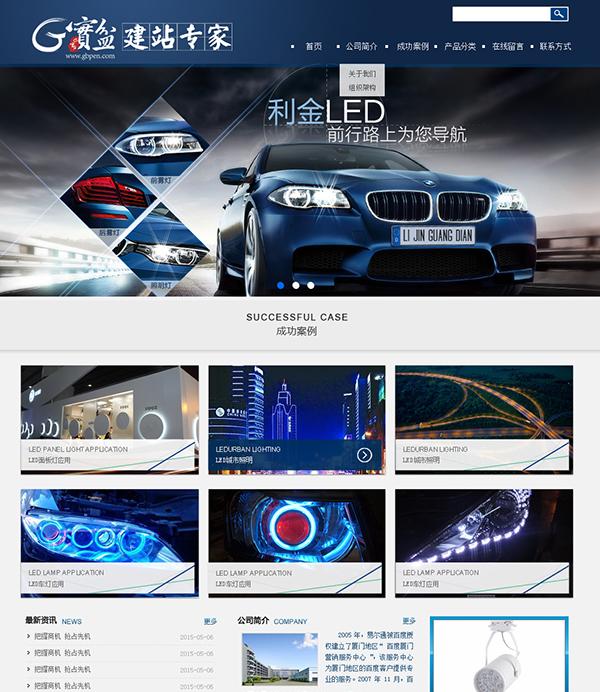 G寶盆 建站专家
www.gbpen.com
首页 公司简介 成功案例 产品分类 在线留言 联系方式
关于我们
组织架构
利金LED
前行路上为您导航
前雾灯
后雾灯
照明灯
LI JIN GUANG DIAN
SUCCESSFUL CASE
成功案例
LED PANEL LIGHT APPLICATION
LED面板灯应用
LEDURBAN LIGHTING
LED城市照明
LEDURBAN LIGHTING
LED城市照明
LED LAMP APPLICATION
LED车灯应用
LED LAMP APPLICATION
LED车灯应用
LED LAMP APPLICATION
LED车灯应用
最新资讯 NEWS 更多
把握商机 抢占先机 2015-05-06
把握商机 抢占先机 2015-05-06
把握商机 抢占先机 2015-05-06
把握商机 抢占先机 2015-05-06
公司简介 COMPANY 更多
2005 年，易尔通被百度授
权建立了厦门地区“百度厦门
营销服务中心”，该服务中心
为厦门地区的百度客户提供专
业的服务。2007 年 11 月，百